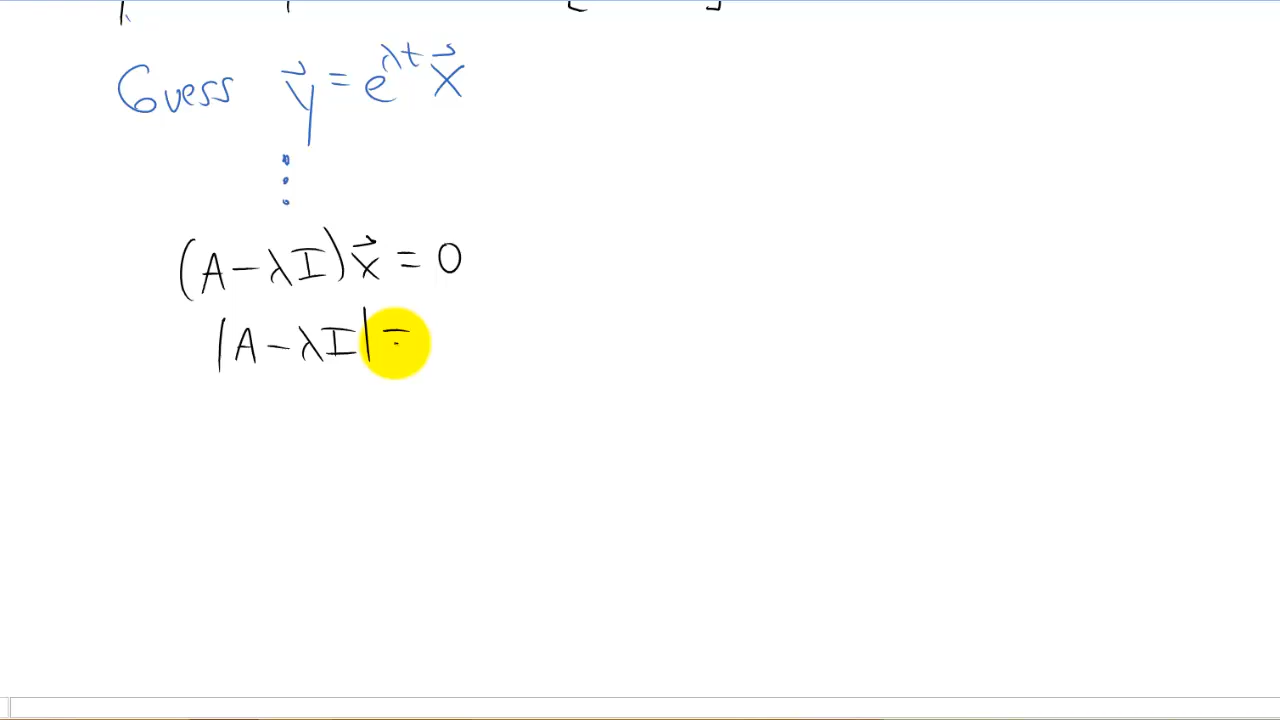 Guess y⃗ = e^{λt} x⃗
⋮
(A − λI)x⃗ = 0
|A − λI| =